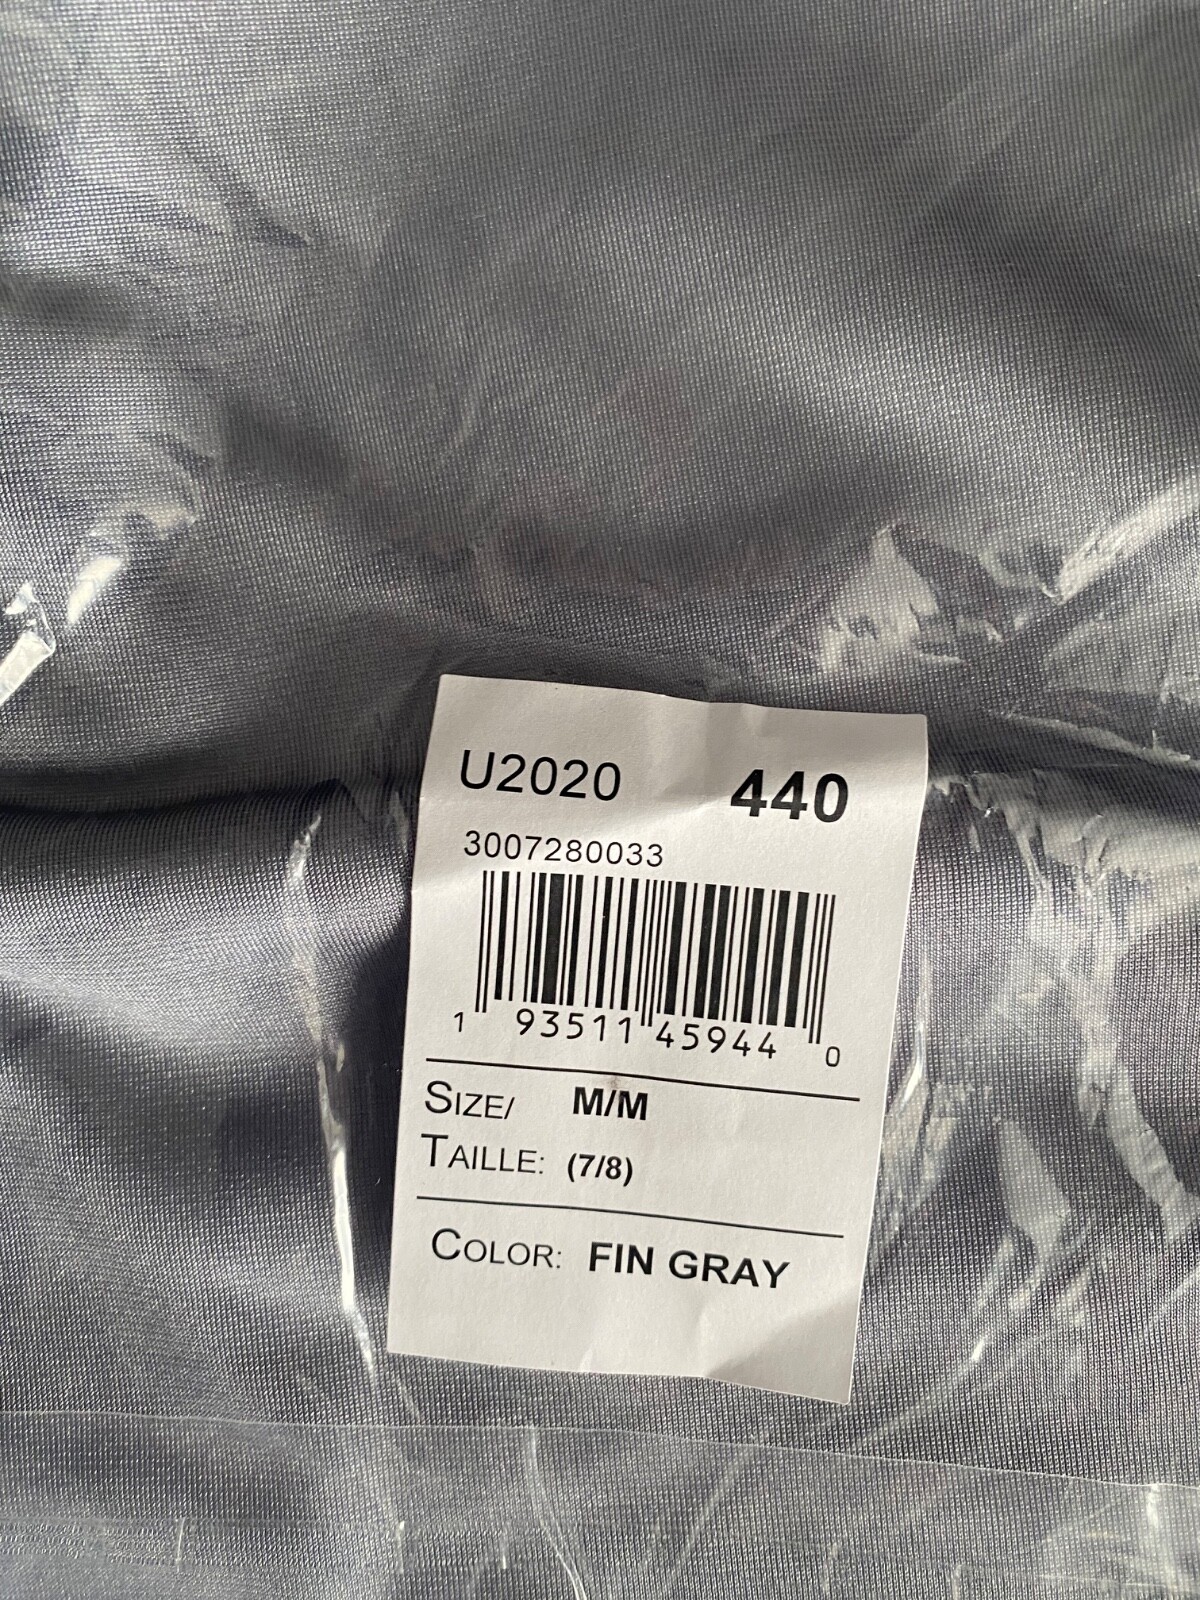 U2020 440
3007280033
1 93511 45944 0
SIZE/ M/M
TAILLE: (7/8)
COLOR: FIN GRAY